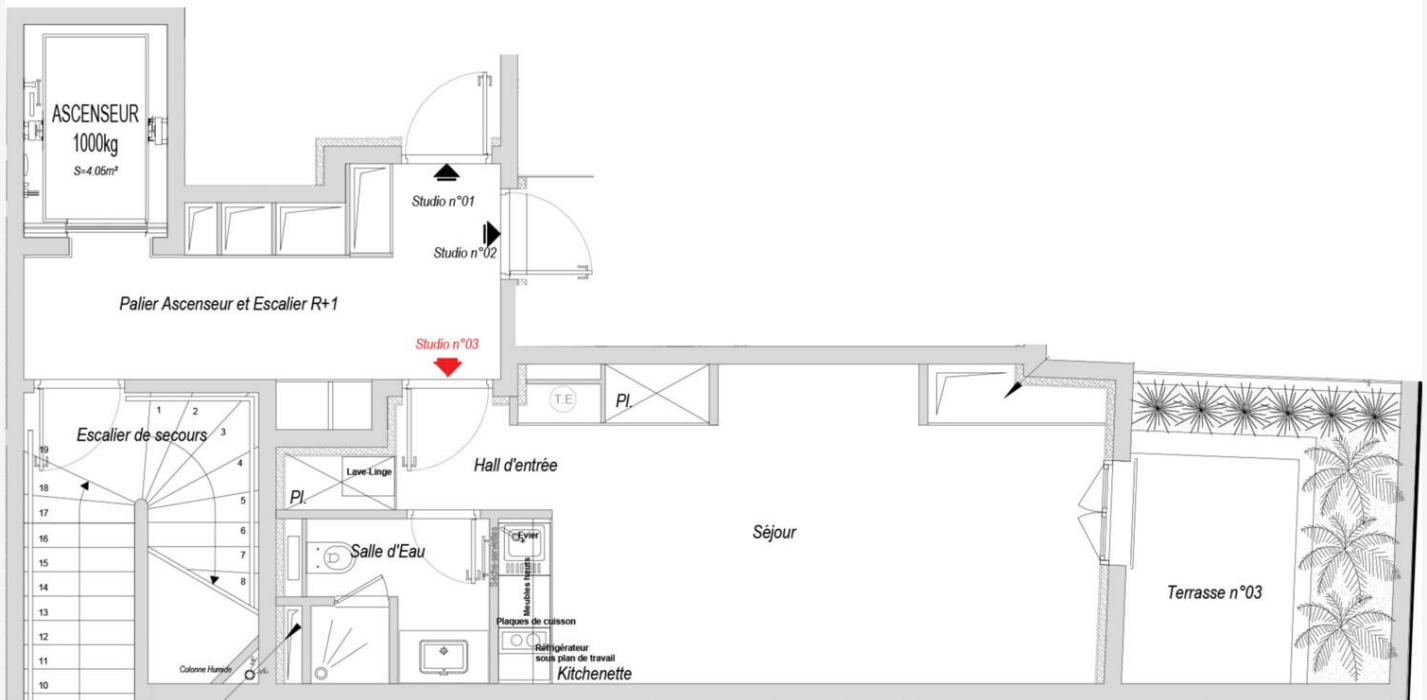 ASCENSEUR
1000kg
S=4.05m²
Studio n°01
Studio n°02
Palier Ascenseur et Escalier R+1
Studio n°03
T.E
Pl.
Escalier de secours
1
2
3
4
5
6
7
8
19
18
17
16
15
14
13
12
11
10
Lave-Linge
Pl.
Hall d'entrée
Salle d'Eau
Sèche-serviettes
Evier
Meubles hauts
Plaques de cuisson
Réfrigérateur
sous plan de travail
Kitchenette
Colonne Humide
Séjour
Terrasse n°03